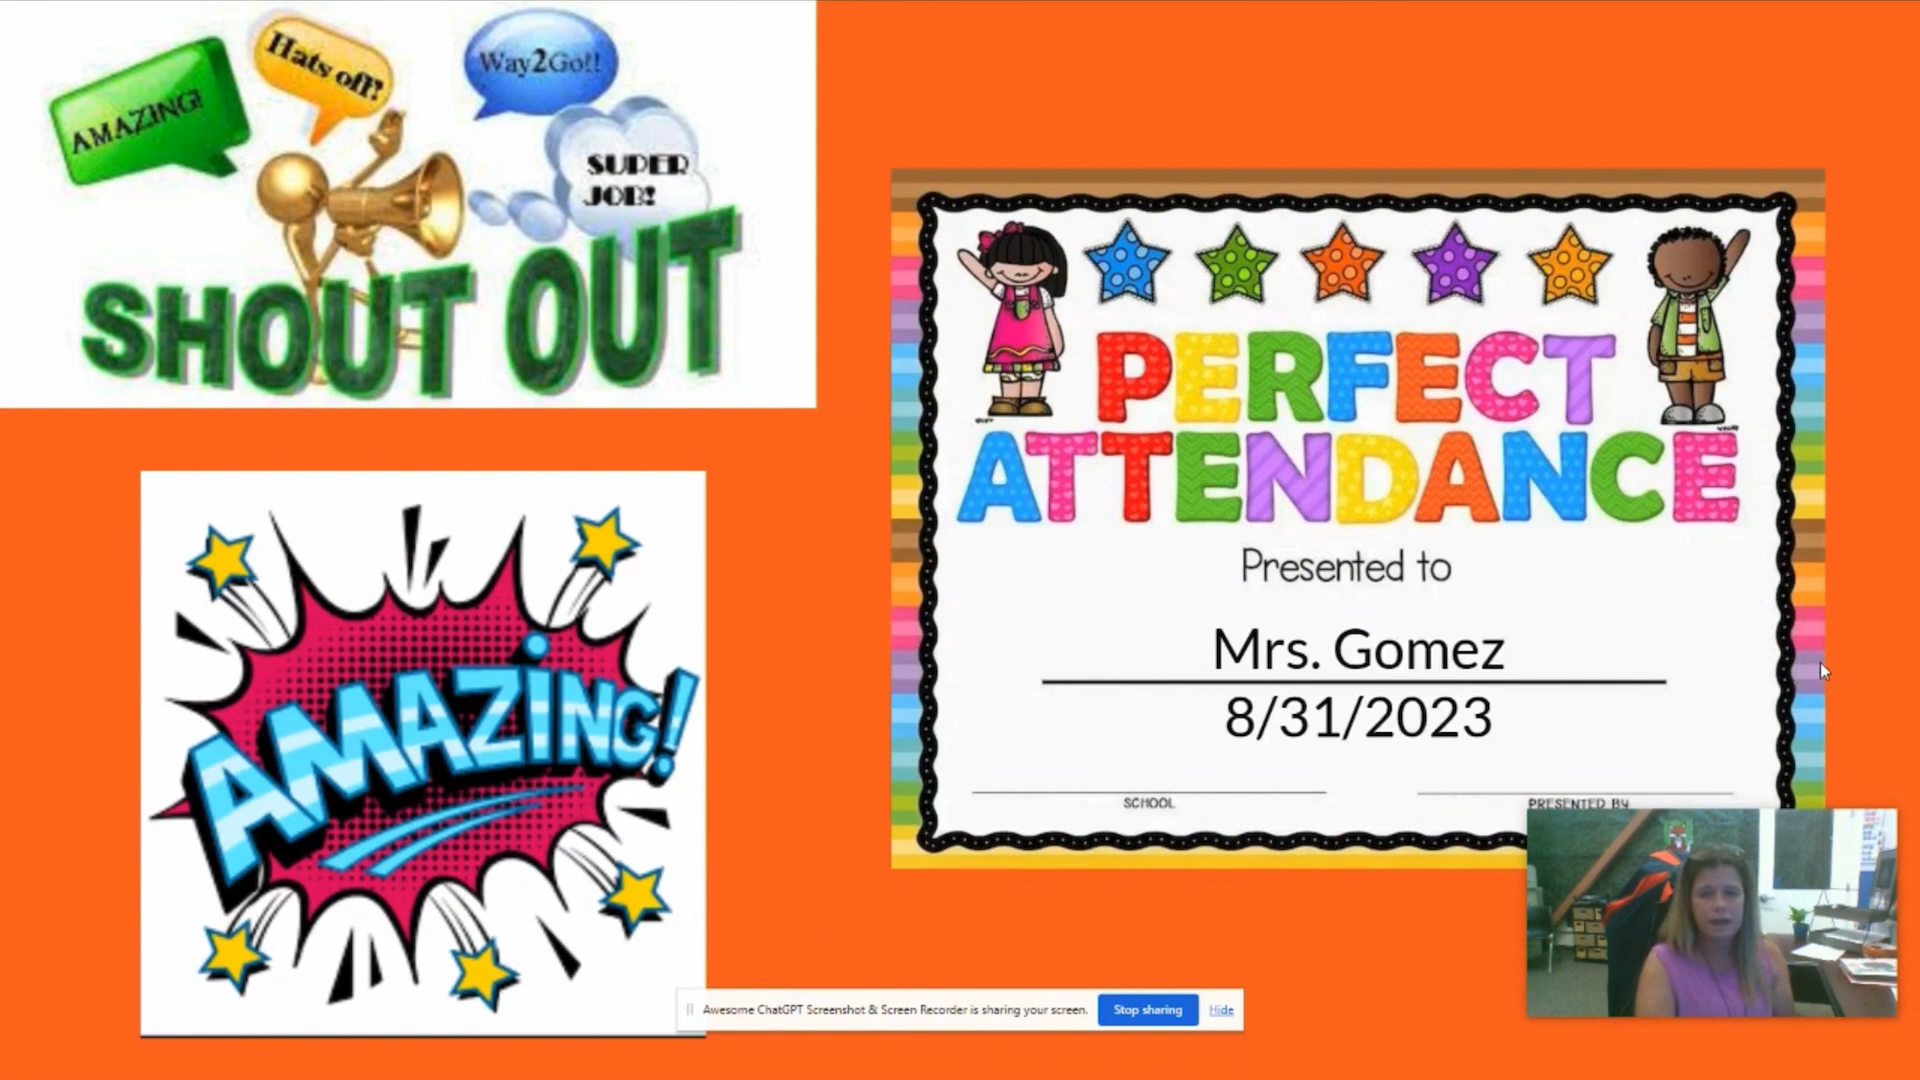 AMAZING!
Hats off!
Way2Go!!
SUPER
JOB!
SHOUT OUT
AMAZING!
PERFECT
ATTENDANCE
Presented to
Mrs. Gomez
8/31/2023
SCHOOL
PRESENTED BY
Awesome ChatGPT Screenshot & Screen Recorder is sharing your screen.
Stop sharing
Hide